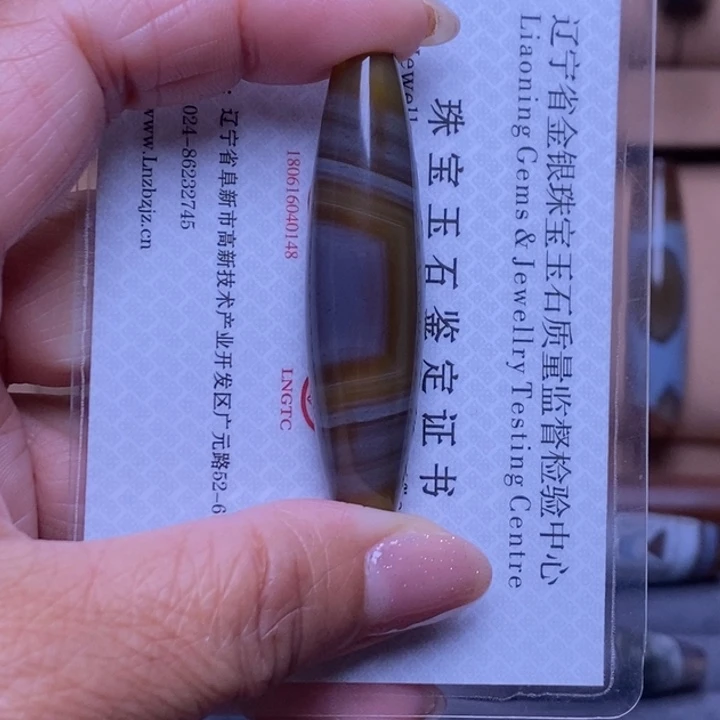 辽宁省金银珠宝玉石质量监督检验中心
Liaoning Gems & Jewellry Testing Centre
珠宝玉石鉴定证书
Jewell
180616040148
LNGTC
辽宁省阜新市高新技术产业开发区广元路52-6
024-86232745
www.Lnzbzjz.cn